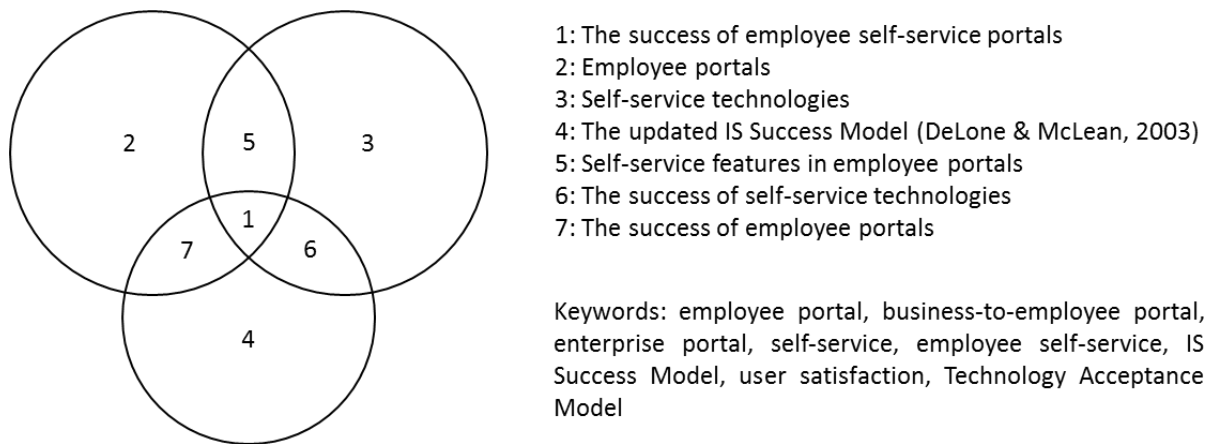 2
5
3
1
7
6
4
1: The success of employee self-service portals
2: Employee portals
3: Self-service technologies
4: The updated IS Success Model (DeLone & McLean, 2003)
5: Self-service features in employee portals
6: The success of self-service technologies
7: The success of employee portals
Keywords: employee portal, business-to-employee portal,
enterprise portal, self-service, employee self-service, IS
Success Model, user satisfaction, Technology Acceptance
Model